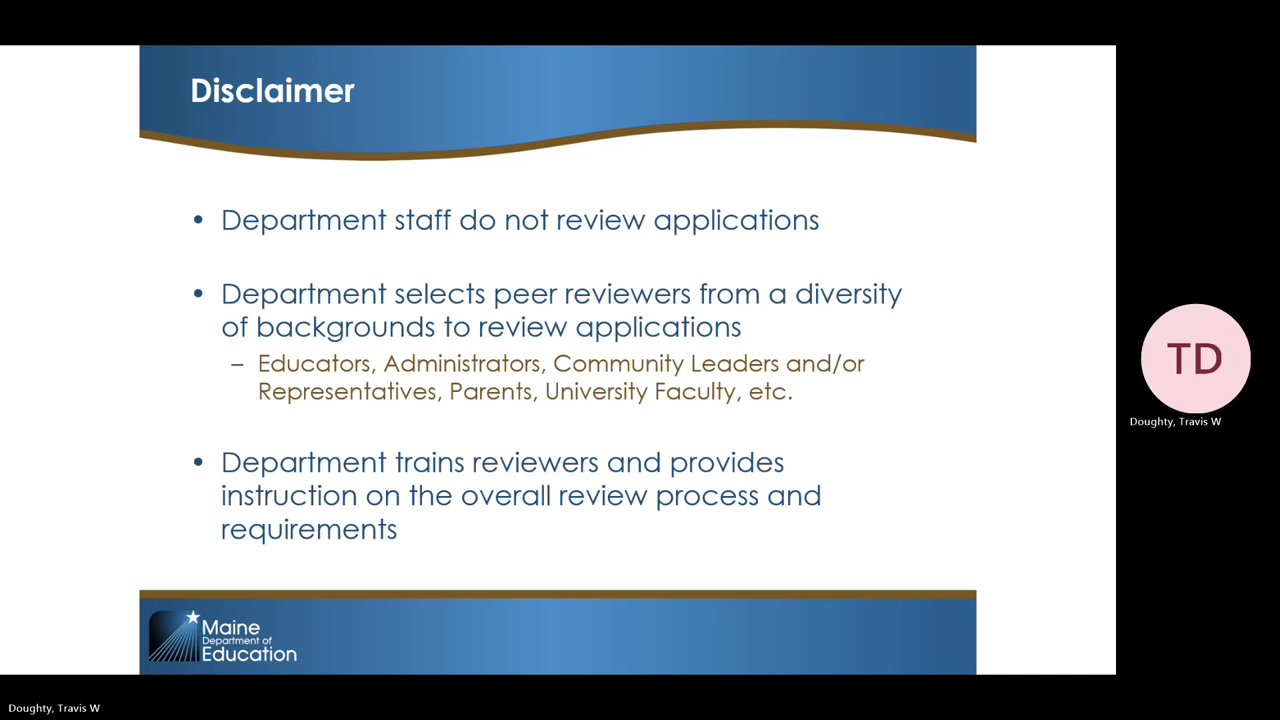 Disclaimer
• Department staff do not review applications
• Department selects peer reviewers from a diversity
of backgrounds to review applications
– Educators, Administrators, Community Leaders and/or
Representatives, Parents, University Faculty, etc.
• Department trains reviewers and provides
instruction on the overall review process and
requirements
Maine
Department of
Education
TD
Doughty, Travis W
Doughty, Travis W